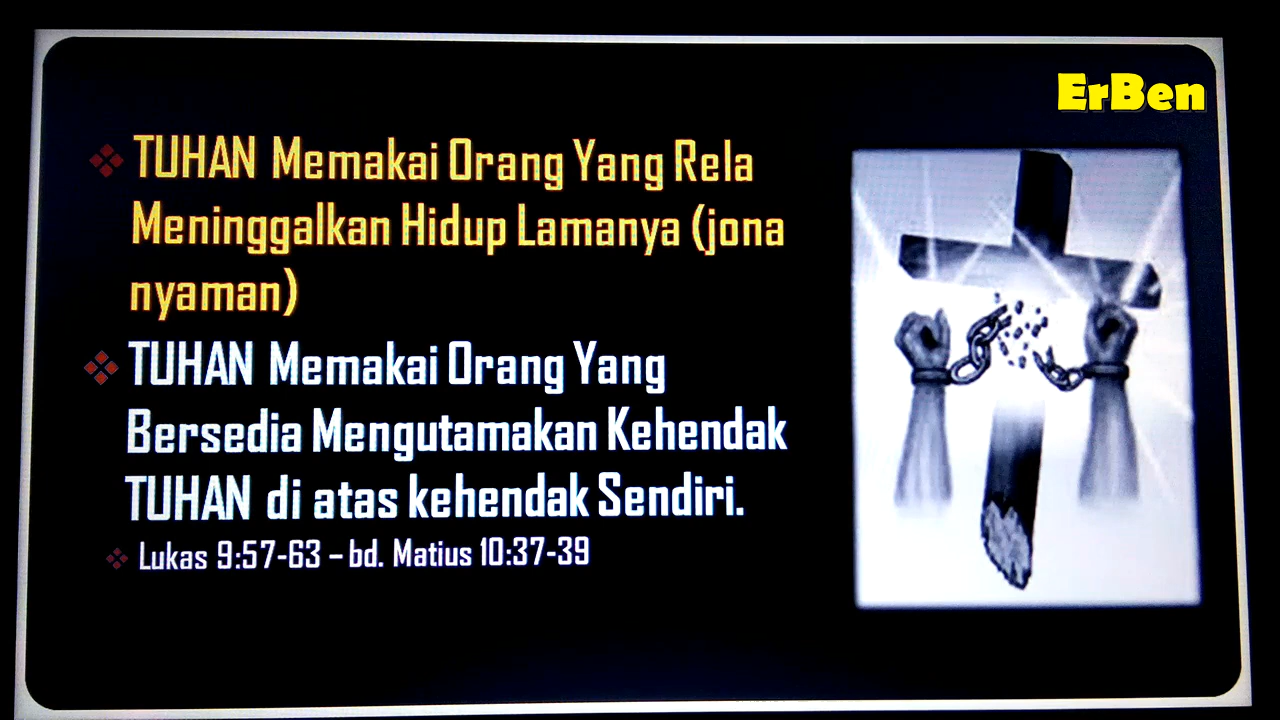 ErBen
TUHAN Memakai Orang Yang Rela
Meninggalkan Hidup Lamanya (jona
nyaman)
TUHAN Memakai Orang Yang
Bersedia Mengutamakan Kehendak
TUHAN di atas kehendak Sendiri.
Lukas 9:57-63 – bd. Matius 10:37-39